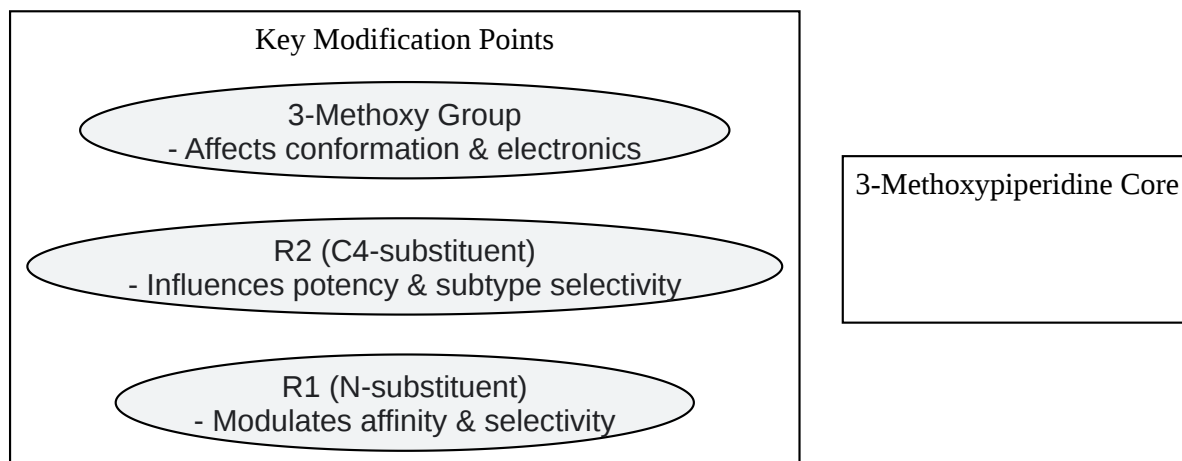 Key Modification Points
3-Methoxy Group
- Affects conformation & electronics
R2 (C4-substituent)
- Influences potency & subtype selectivity
R1 (N-substituent)
- Modulates affinity & selectivity
3-Methoxypiperidine Core